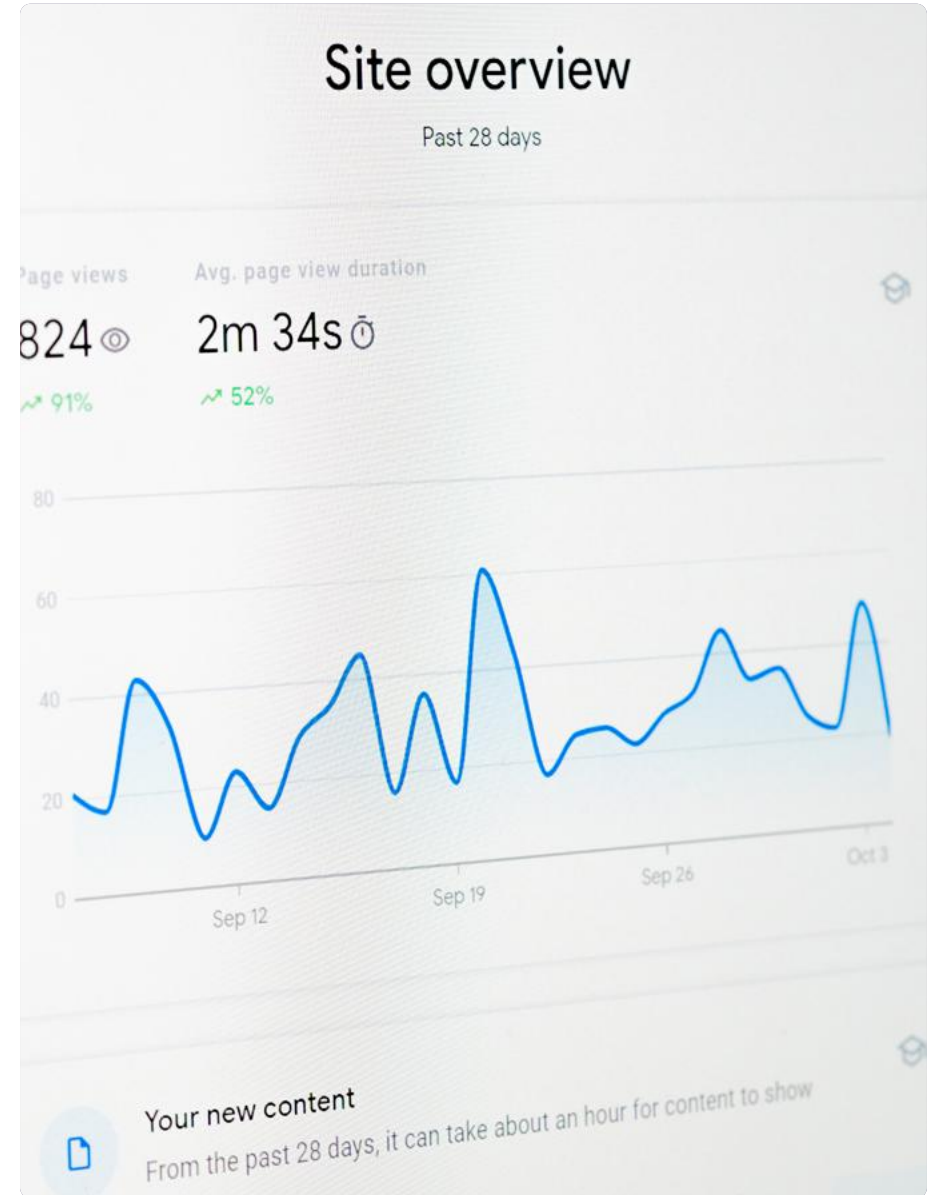 Site overview
Past 28 days
Page views Avg. page view duration
824 2m 34s
91% 52%
80
60
40
20
0
Sep 12 Sep 19 Sep 26 Oct 3
Your new content
From the past 28 days, it can take about an hour for content to show